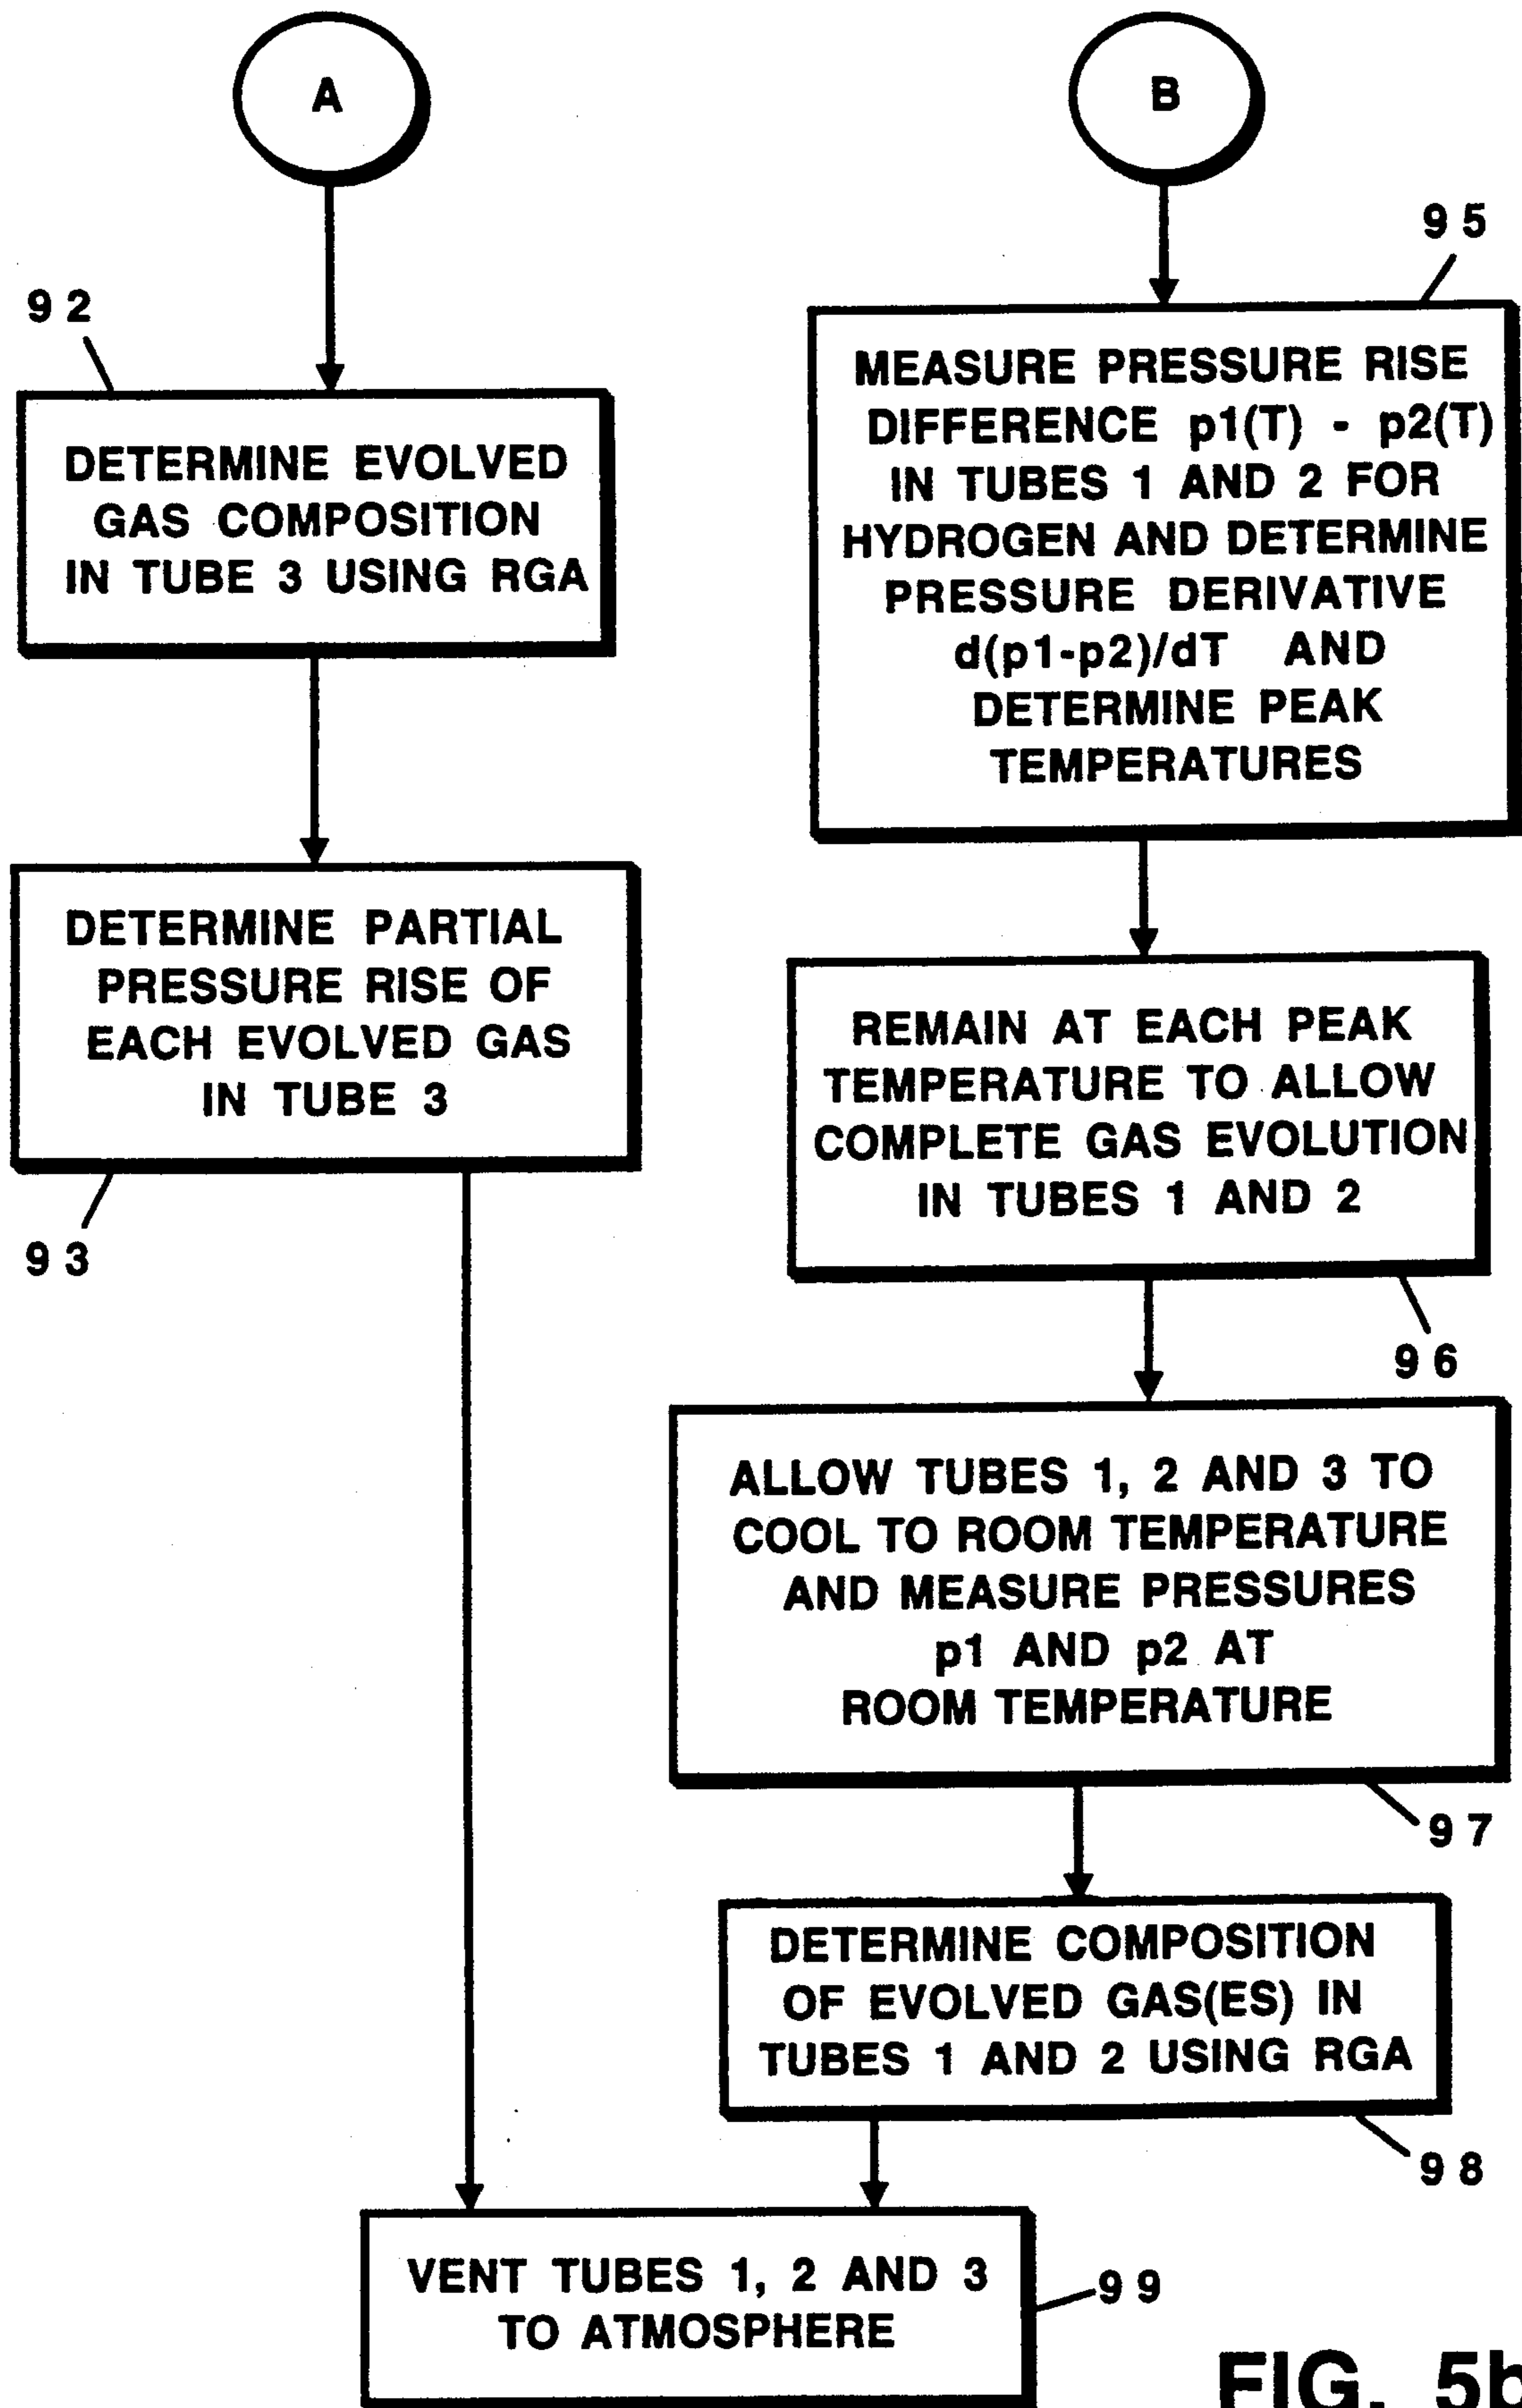 A
92
DETERMINE EVOLVED
GAS COMPOSITION
IN TUBE 3 USING RGA
DETERMINE PARTIAL
PRESSURE RISE OF
EACH EVOLVED GAS
IN TUBE 3
93
B
95
MEASURE PRESSURE RISE
DIFFERENCE p1(T) - p2(T)
IN TUBES 1 AND 2 FOR
HYDROGEN AND DETERMINE
PRESSURE DERIVATIVE
d(p1-p2)/dT AND
DETERMINE PEAK
TEMPERATURES
REMAIN AT EACH PEAK
TEMPERATURE TO ALLOW
COMPLETE GAS EVOLUTION
IN TUBES 1 AND 2
96
ALLOW TUBES 1, 2 AND 3 TO
COOL TO ROOM TEMPERATURE
AND MEASURE PRESSURES
p1 AND p2 AT
ROOM TEMPERATURE
97
DETERMINE COMPOSITION
OF EVOLVED GAS(ES) IN
TUBES 1 AND 2 USING RGA
98
VENT TUBES 1, 2 AND 3
TO ATMOSPHERE
99
FIG. 5b